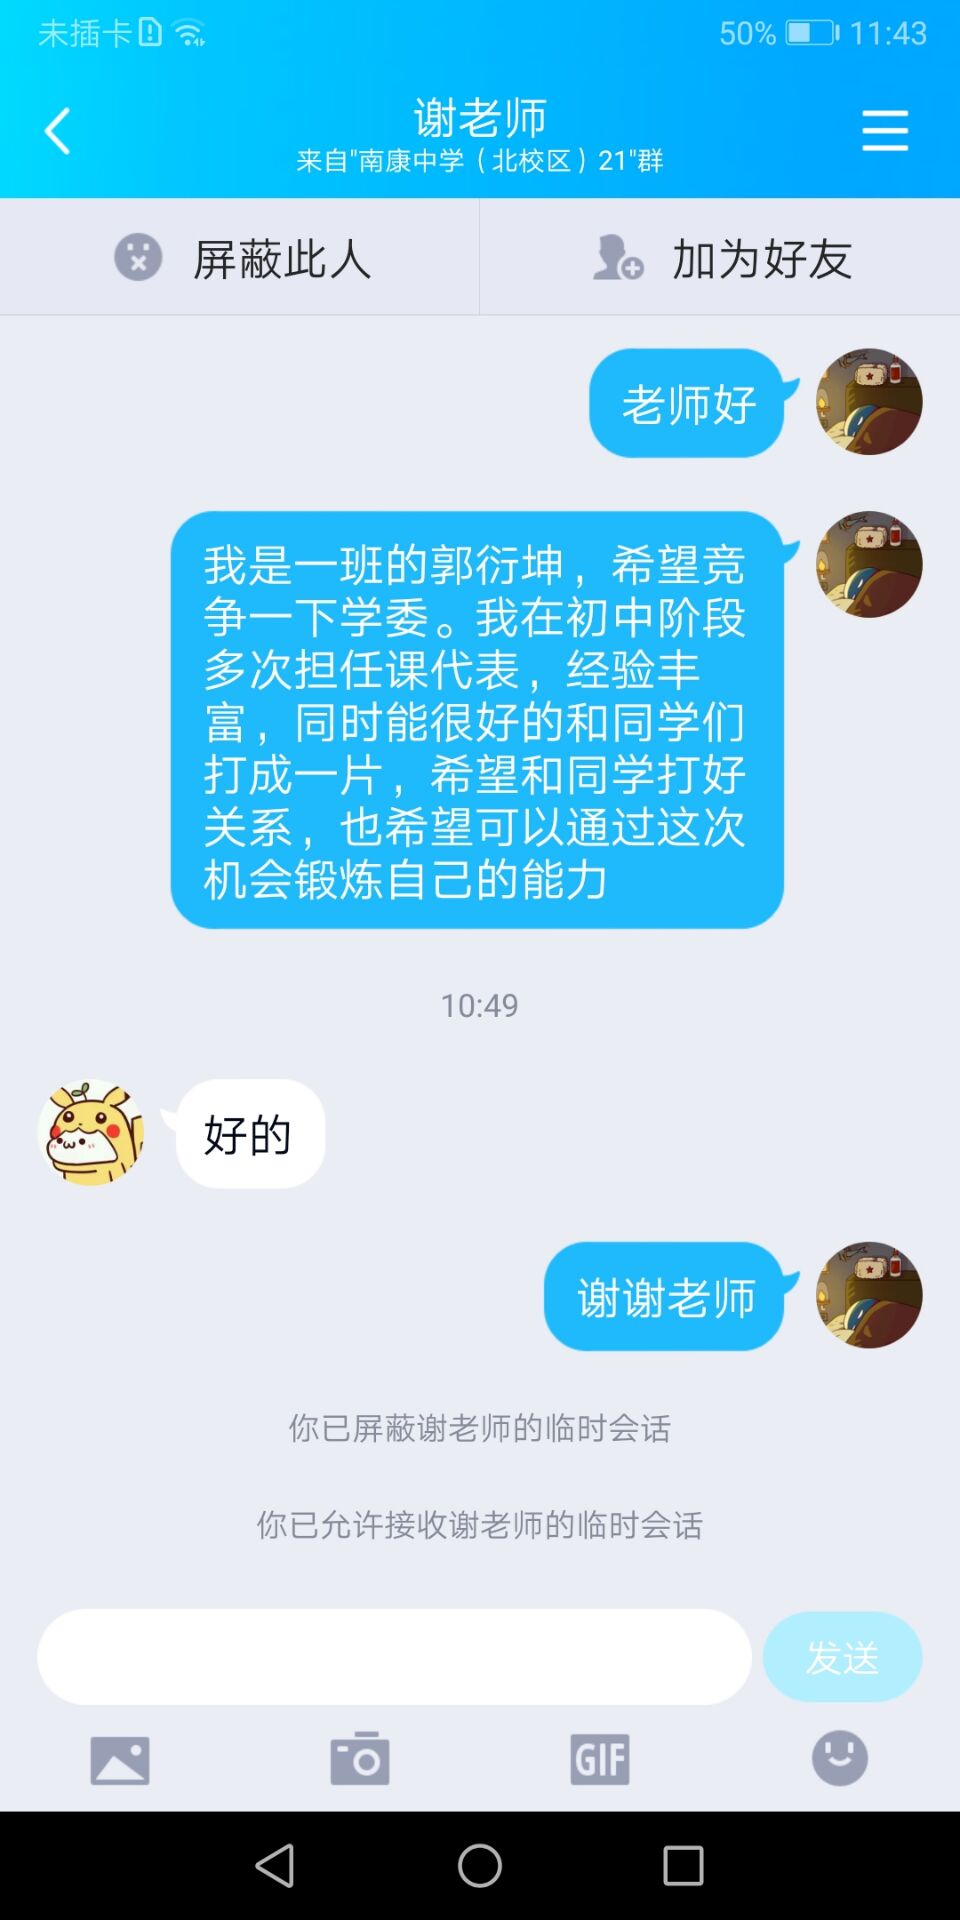 未插卡 50% 11:43
谢老师
来自"南康中学（北校区）21"群
屏蔽此人
加为好友
老师好
我是一班的郭衍坤，希望竞
争一下学委。我在初中阶段
多次担任课代表，经验丰
富，同时能很好的和同学们
打成一片，希望和同学打好
关系，也希望可以通过这次
机会锻炼自己的能力
10:49
好的
谢谢老师
你已屏蔽谢老师的临时会话
你已允许接收谢老师的临时会话
发送
GIF